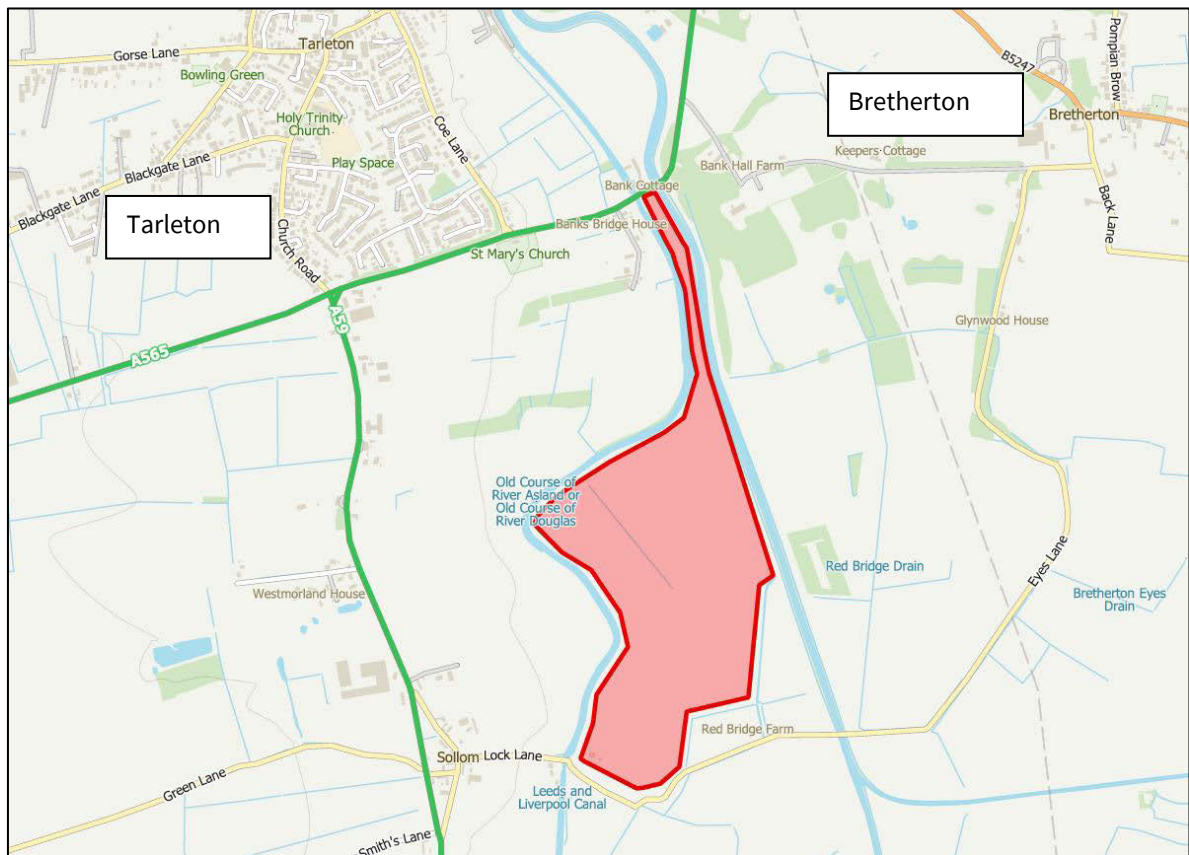 Gorse Lane
Tarleton
Bowling Green
Holy Trinity
Church
Play Space
Coe Lane
Blackgate Lane
Blackgate Lane
Church Road
Tarleton
Bretherton
B5247
Pompian Brow
Bretherton
Keepers Cottage
Bank Hall Farm
Back Lane
Bank Cottage
Banks Bridge House
St Mary's Church
A59
A565
Glynwood House
Old Course of
River Asland or
Old Course of
River Douglas
Red Bridge Drain
Eyes Lane
Bretherton Eyes
Drain
Westmorland House
Red Bridge Farm
Sollom
Lock Lane
Green Lane
Leeds and
Liverpool Canal
Smith's Lane